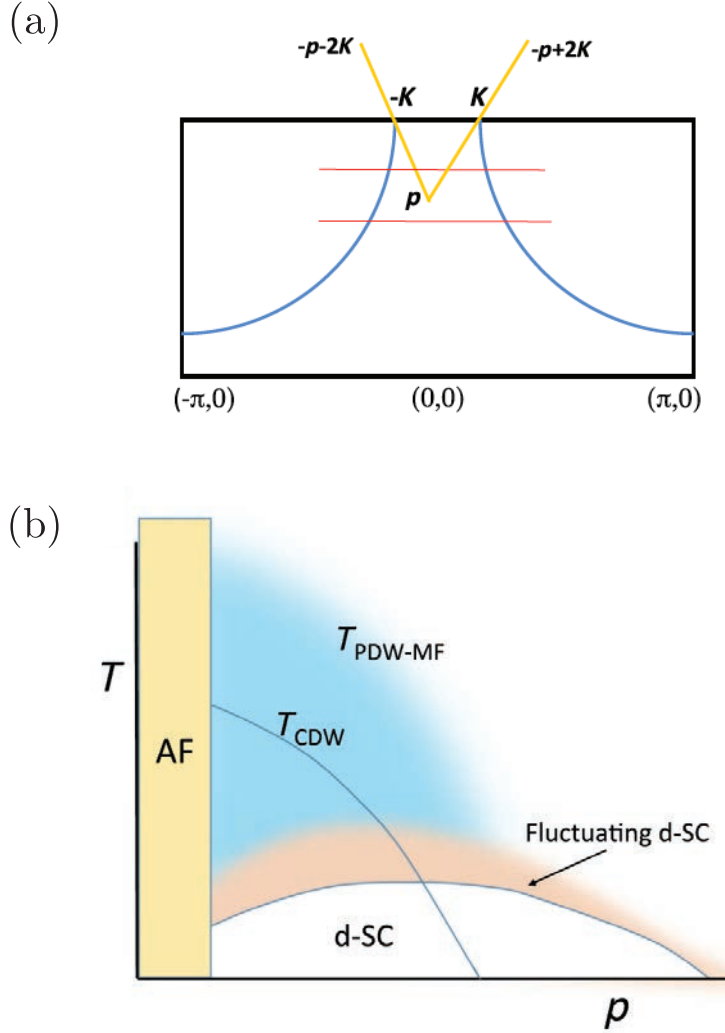 (a)
-p-2K
-p+2K
-K
K
p
(-π,0)
(0,0)
(π,0)
(b)
T_PDW-MF
T
T_CDW
AF
Fluctuating d-SC
d-SC
p